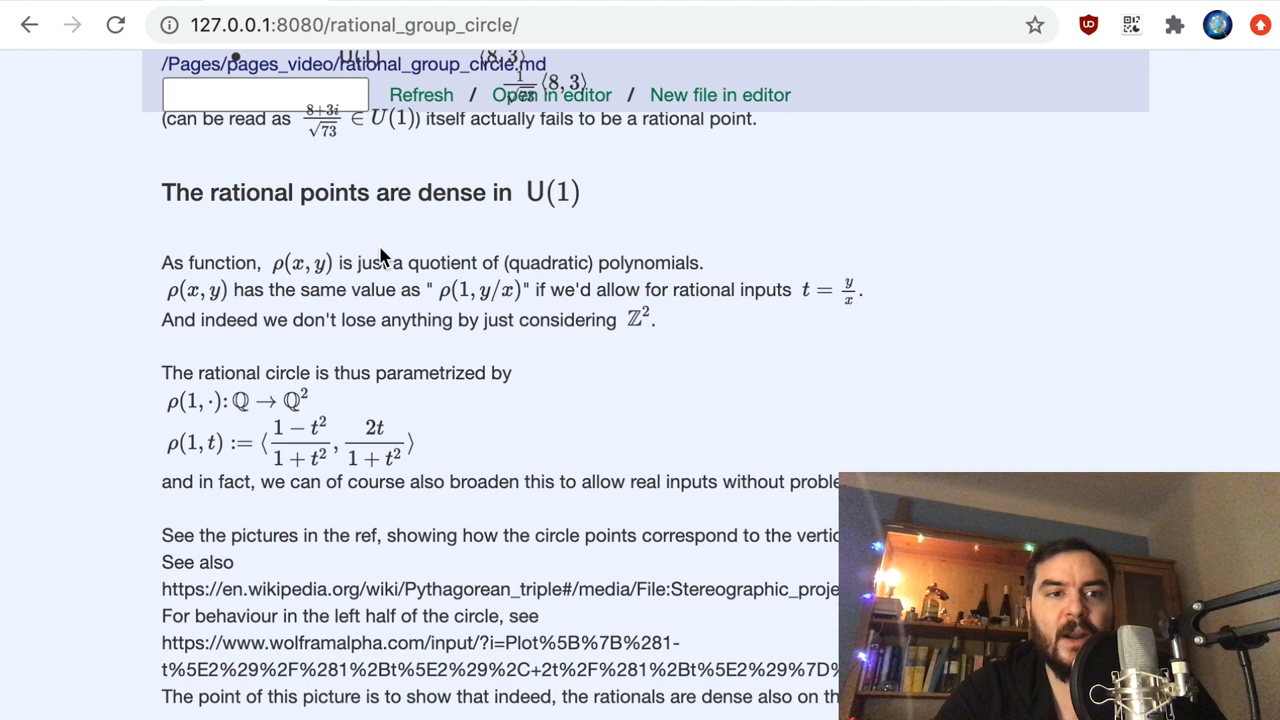 127.0.0.1:8080/rational_group_circle/
U(1) ⟨8,3⟩
/Pages/pages_video/rational_group_circle.md
1/√73 ⟨8,3⟩
Refresh / Open in editor / New file in editor
(can be read as (8+3i)/√73 ∈ U(1)) itself actually fails to be a rational point.
The rational points are dense in U(1)
As function, ρ(x, y) is just a quotient of (quadratic) polynomials.
ρ(x, y) has the same value as " ρ(1, y/x)" if we'd allow for rational inputs t = y/x.
And indeed we don't lose anything by just considering ℤ².
The rational circle is thus parametrized by
ρ(1, ·): ℚ → ℚ²
ρ(1, t) := ⟨(1 − t²)/(1 + t²), 2t/(1 + t²)⟩
and in fact, we can of course also broaden this to allow real inputs without proble
See the pictures in the ref, showing how the circle points correspond to the vertic
See also
https://en.wikipedia.org/wiki/Pythagorean_triple#/media/File:Stereographic_proje
For behaviour in the left half of the circle, see
https://www.wolframalpha.com/input/?i=Plot%5B%7B%281-
t%5E2%29%2F%281%2Bt%5E2%29%2C+2t%2F%281%2Bt%5E2%29%7D%
The point of this picture is to show that indeed, the rationals are dense also on th